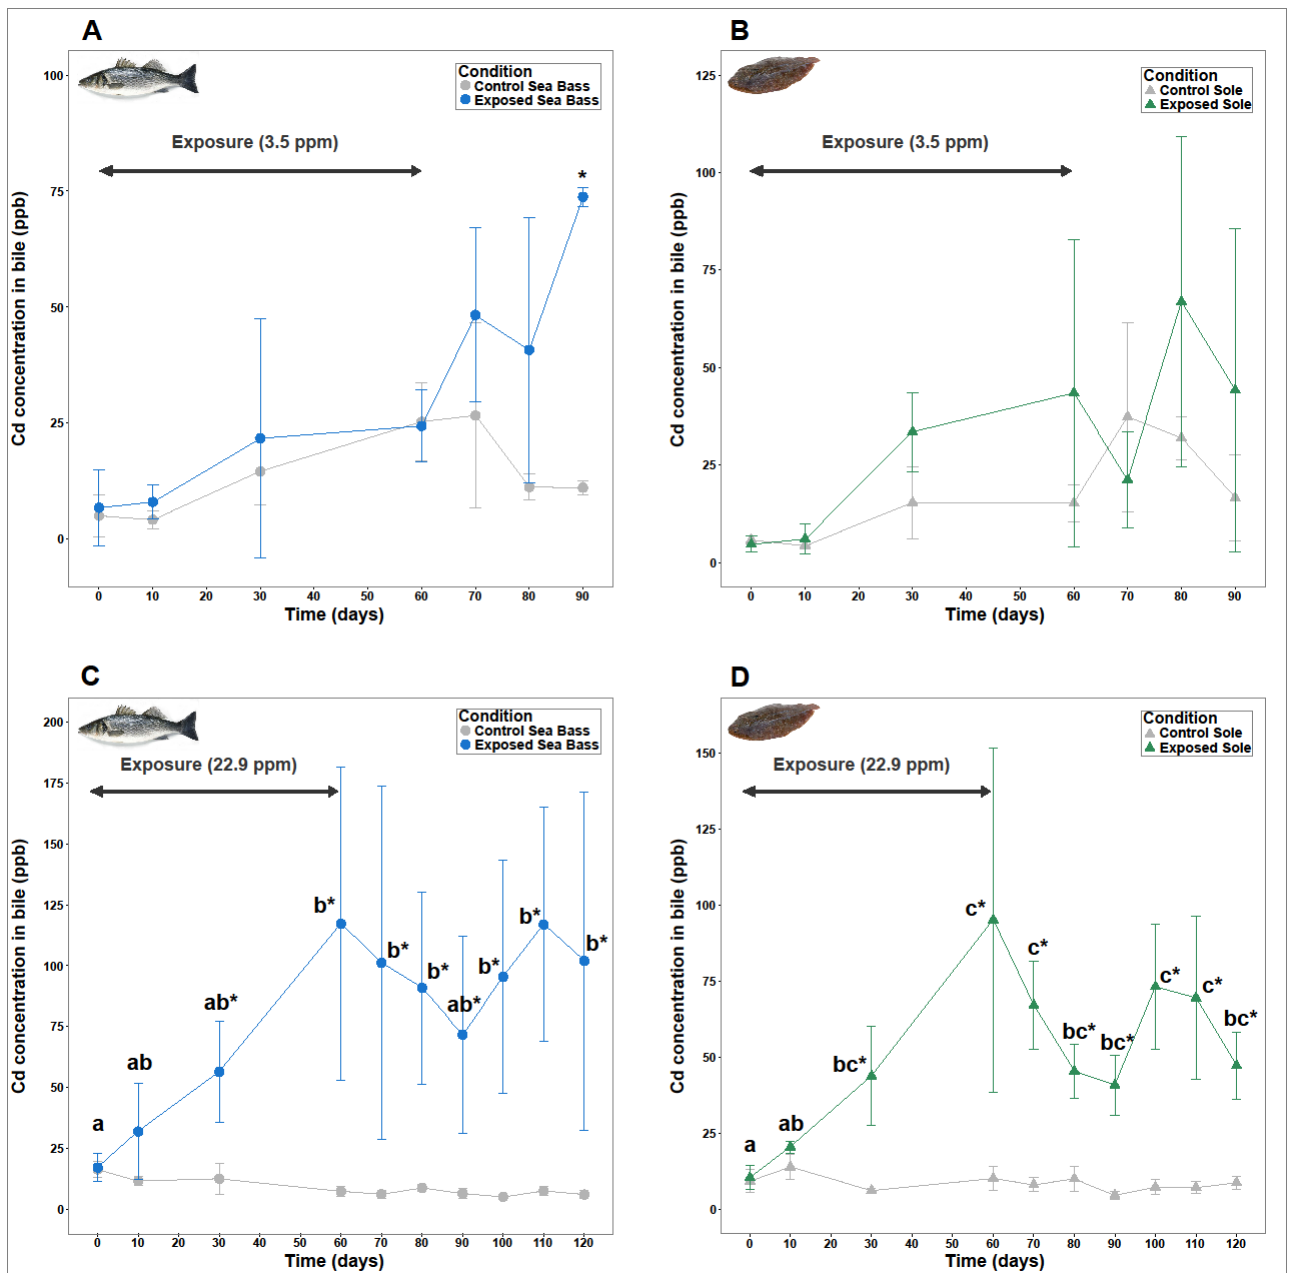 A
Condition
Control Sea Bass
Exposed Sea Bass
Exposure (3.5 ppm)
*
Cd concentration in bile (ppb)
100
75
50
25
0
0 10 20 30 40 50 60 70 80 90
Time (days)
B
Condition
Control Sole
Exposed Sole
Exposure (3.5 ppm)
Cd concentration in bile (ppb)
125
100
75
50
25
0
0 10 20 30 40 50 60 70 80 90
Time (days)
C
Condition
Control Sea Bass
Exposed Sea Bass
Exposure (22.9 ppm)
Cd concentration in bile (ppb)
200
175
150
125
100
75
50
25
0
a
ab
ab*
b*
b*
b*
ab*
b*
b*
b*
0 10 20 30 40 50 60 70 80 90 100 110 120
Time (days)
D
Condition
Control Sole
Exposed Sole
Exposure (22.9 ppm)
Cd concentration in bile (ppb)
150
125
100
75
50
25
0
a
ab
bc*
c*
c*
bc*
bc*
c*
c*
bc*
0 10 20 30 40 50 60 70 80 90 100 110 120
Time (days)